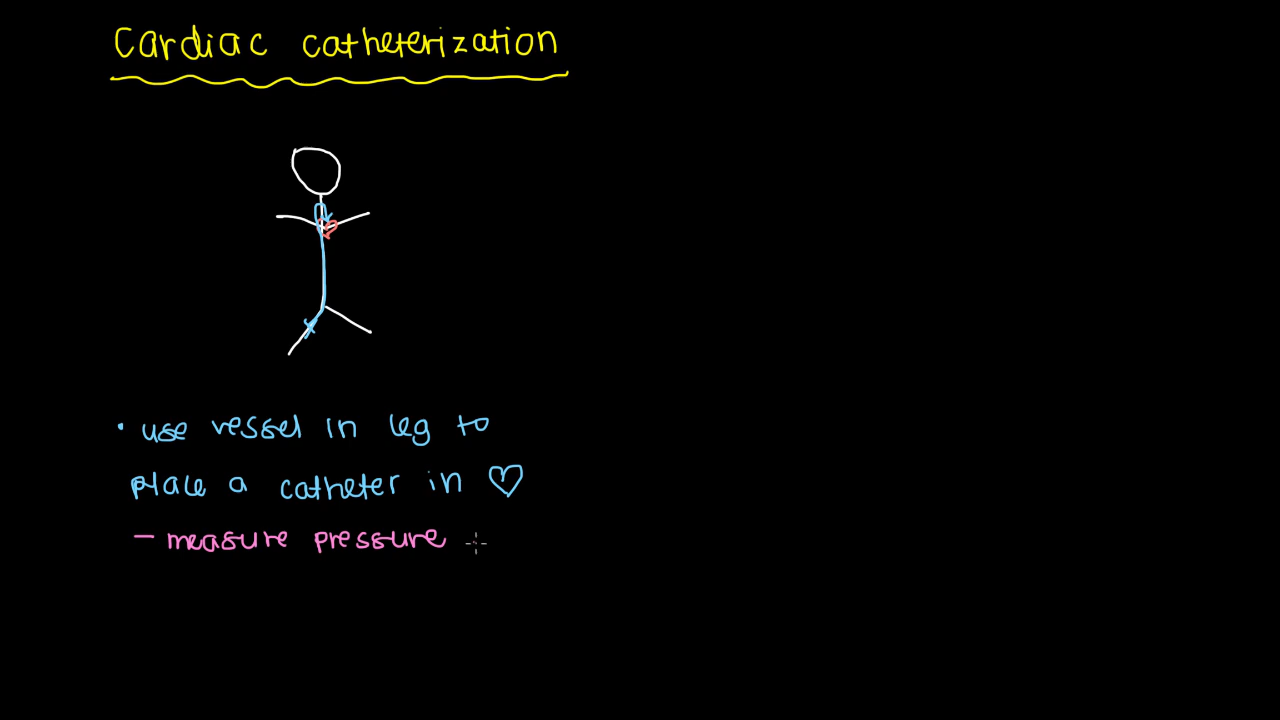 Cardiac catheterization
• use vessel in leg to
place a catheter in ♡
- measure pressure